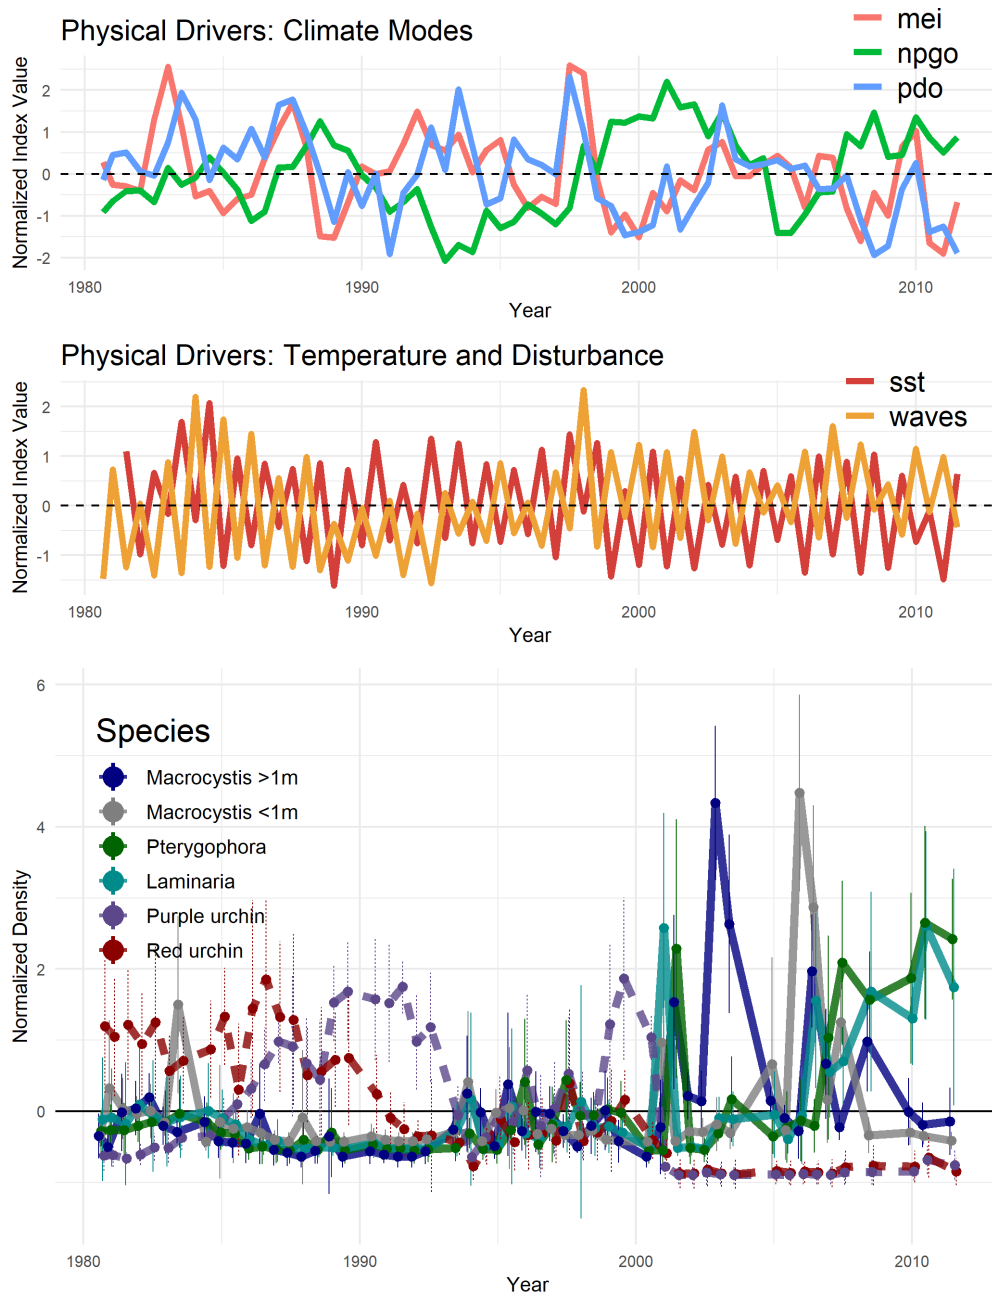 Physical Drivers: Climate Modes
mei
npgo
pdo
Normalized Index Value
2
1
0
-1
-2
1980
1990
2000
2010
Year
Physical Drivers: Temperature and Disturbance
sst
waves
Normalized Index Value
2
1
0
-1
1980
1990
2000
2010
Year
6
4
2
0
Normalized Density
Species
Macrocystis >1m
Macrocystis <1m
Pterygophora
Laminaria
Purple urchin
Red urchin
1980
1990
2000
2010
Year